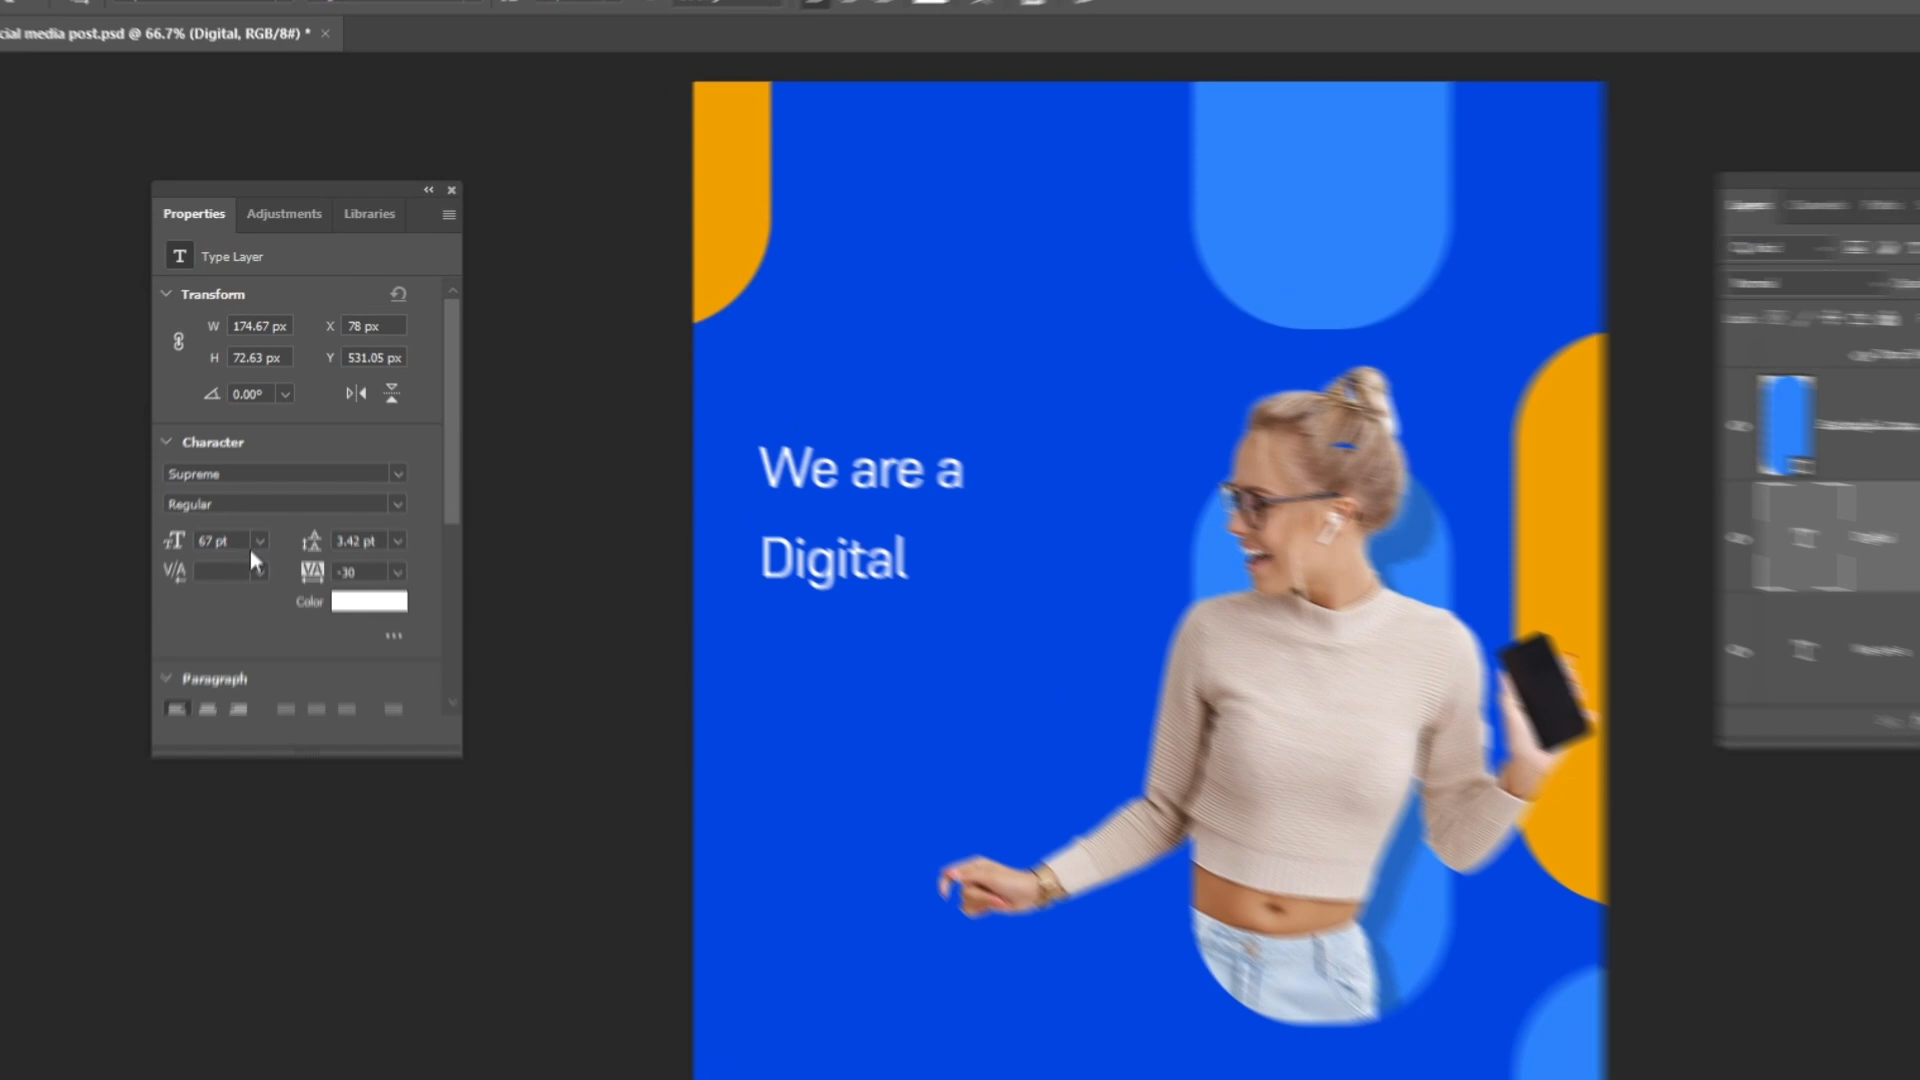 cial media post.psd @ 66.7% (Digital, RGB/8#) * ×
Properties Adjustments Libraries
T Type Layer
Transform
W 174.67 px X 78 px
H 72.63 px Y 531.05 px
0.00°
Character
Supreme
Regular
67 pt 3.42 pt
-30
Color
Paragraph
We are a
Digital